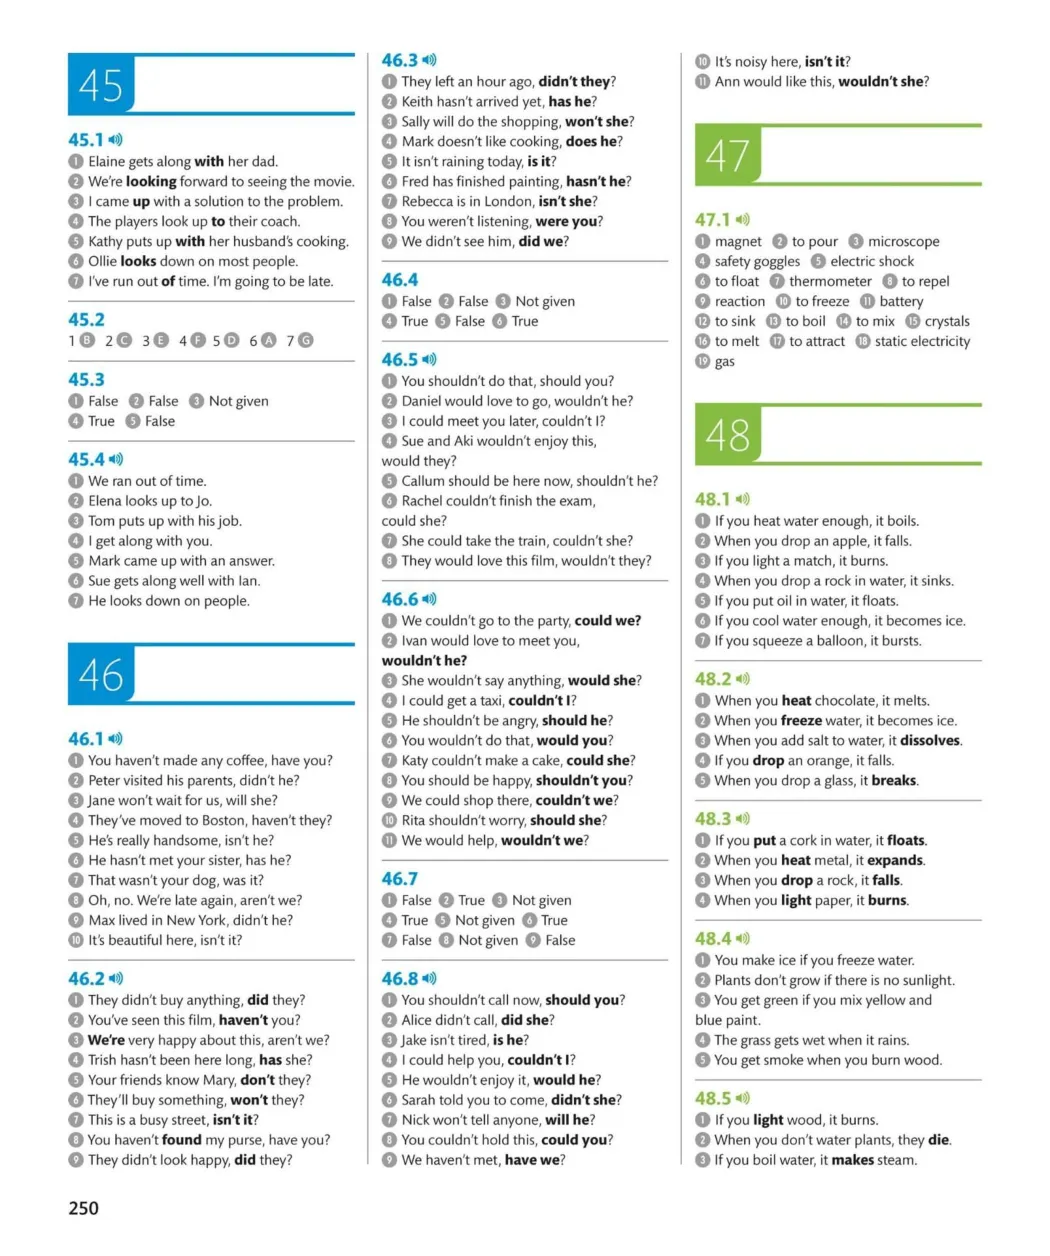 45
45.1
1 Elaine gets along with her dad.
2 We're looking forward to seeing the movie.
3 I came up with a solution to the problem.
4 The players look up to their coach.
5 Kathy puts up with her husband's cooking.
6 Ollie looks down on most people.
7 I've run out of time. I'm going to be late.
45.2
1 B 2 C 3 E 4 F 5 D 6 A 7 G
45.3
1 False 2 False 3 Not given
4 True 5 False
45.4
1 We ran out of time.
2 Elena looks up to Jo.
3 Tom puts up with his job.
4 I get along with you.
5 Mark came up with an answer.
6 Sue gets along well with Ian.
7 He looks down on people.
46
46.1
1 You haven't made any coffee, have you?
2 Peter visited his parents, didn't he?
3 Jane won't wait for us, will she?
4 They've moved to Boston, haven't they?
5 He's really handsome, isn't he?
6 He hasn't met your sister, has he?
7 That wasn't your dog, was it?
8 Oh, no. We're late again, aren't we?
9 Max lived in New York, didn't he?
10 It's beautiful here, isn't it?
46.2
1 They didn't buy anything, did they?
2 You've seen this film, haven't you?
3 We're very happy about this, aren't we?
4 Trish hasn't been here long, has she?
5 Your friends know Mary, don't they?
6 They'll buy something, won't they?
7 This is a busy street, isn't it?
8 You haven't found my purse, have you?
9 They didn't look happy, did they?
46.3
1 They left an hour ago, didn't they?
2 Keith hasn't arrived yet, has he?
3 Sally will do the shopping, won't she?
4 Mark doesn't like cooking, does he?
5 It isn't raining today, is it?
6 Fred has finished painting, hasn't he?
7 Rebecca is in London, isn't she?
8 You weren't listening, were you?
9 We didn't see him, did we?
46.4
1 False 2 False 3 Not given
4 True 5 False 6 True
46.5
1 You shouldn't do that, should you?
2 Daniel would love to go, wouldn't he?
3 I could meet you later, couldn't I?
4 Sue and Aki wouldn't enjoy this,
would they?
5 Callum should be here now, shouldn't he?
6 Rachel couldn't finish the exam,
could she?
7 She could take the train, couldn't she?
8 They would love this film, wouldn't they?
46.6
1 We couldn't go to the party, could we?
2 Ivan would love to meet you,
wouldn't he?
3 She wouldn't say anything, would she?
4 I could get a taxi, couldn't I?
5 He shouldn't be angry, should he?
6 You wouldn't do that, would you?
7 Katy couldn't make a cake, could she?
8 You should be happy, shouldn't you?
9 We could shop there, couldn't we?
10 Rita shouldn't worry, should she?
11 We would help, wouldn't we?
46.7
1 False 2 True 3 Not given
4 True 5 Not given 6 True
7 False 8 Not given 9 False
46.8
1 You shouldn't call now, should you?
2 Alice didn't call, did she?
3 Jake isn't tired, is he?
4 I could help you, couldn't I?
5 He wouldn't enjoy it, would he?
6 Sarah told you to come, didn't she?
7 Nick won't tell anyone, will he?
8 You couldn't hold this, could you?
9 We haven't met, have we?
10 It's noisy here, isn't it?
11 Ann would like this, wouldn't she?
47
47.1
1 magnet 2 to pour 3 microscope
4 safety goggles 5 electric shock
6 to float 7 thermometer 8 to repel
9 reaction 10 to freeze 11 battery
12 to sink 13 to boil 14 to mix 15 crystals
16 to melt 17 to attract 18 static electricity
19 gas
48
48.1
1 If you heat water enough, it boils.
2 When you drop an apple, it falls.
3 If you light a match, it burns.
4 When you drop a rock in water, it sinks.
5 If you put oil in water, it floats.
6 If you cool water enough, it becomes ice.
7 If you squeeze a balloon, it bursts.
48.2
1 When you heat chocolate, it melts.
2 When you freeze water, it becomes ice.
3 When you add salt to water, it dissolves.
4 If you drop an orange, it falls.
5 When you drop a glass, it breaks.
48.3
1 If you put a cork in water, it floats.
2 When you heat metal, it expands.
3 When you drop a rock, it falls.
4 When you light paper, it burns.
48.4
1 You make ice if you freeze water.
2 Plants don't grow if there is no sunlight.
3 You get green if you mix yellow and
blue paint.
4 The grass gets wet when it rains.
5 You get smoke when you burn wood.
48.5
1 If you light wood, it burns.
2 When you don't water plants, they die.
3 If you boil water, it makes steam.
250